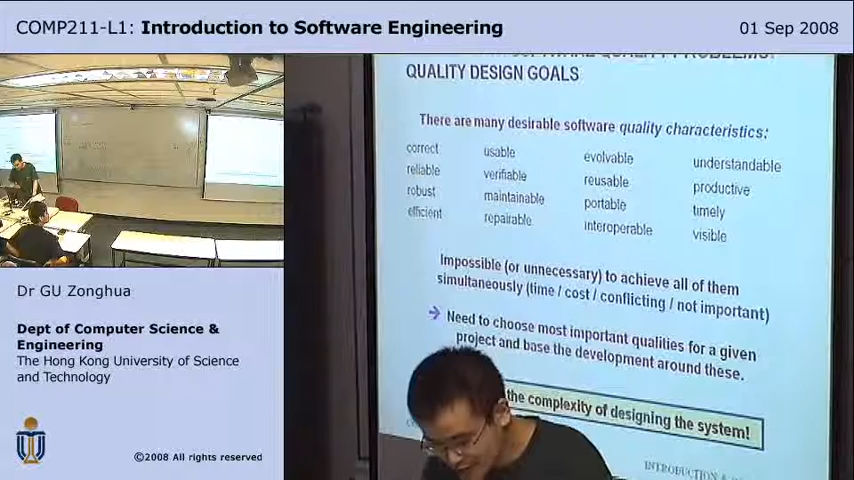 COMP211-L1: Introduction to Software Engineering
01 Sep 2008
QUALITY DESIGN GOALS
There are many desirable software quality characteristics:
correct usable evolvable understandable
reliable verifiable reusable productive
robust maintainable portable timely
efficient repairable interoperable visible
Impossible (or unnecessary) to achieve all of them
simultaneously (time / cost / conflicting / not important)
→ Need to choose most important qualities for a given
project and base the development around these.
the complexity of designing the system!
Dr GU Zonghua
Dept of Computer Science &
Engineering
The Hong Kong University of Science
and Technology
©2008 All rights reserved